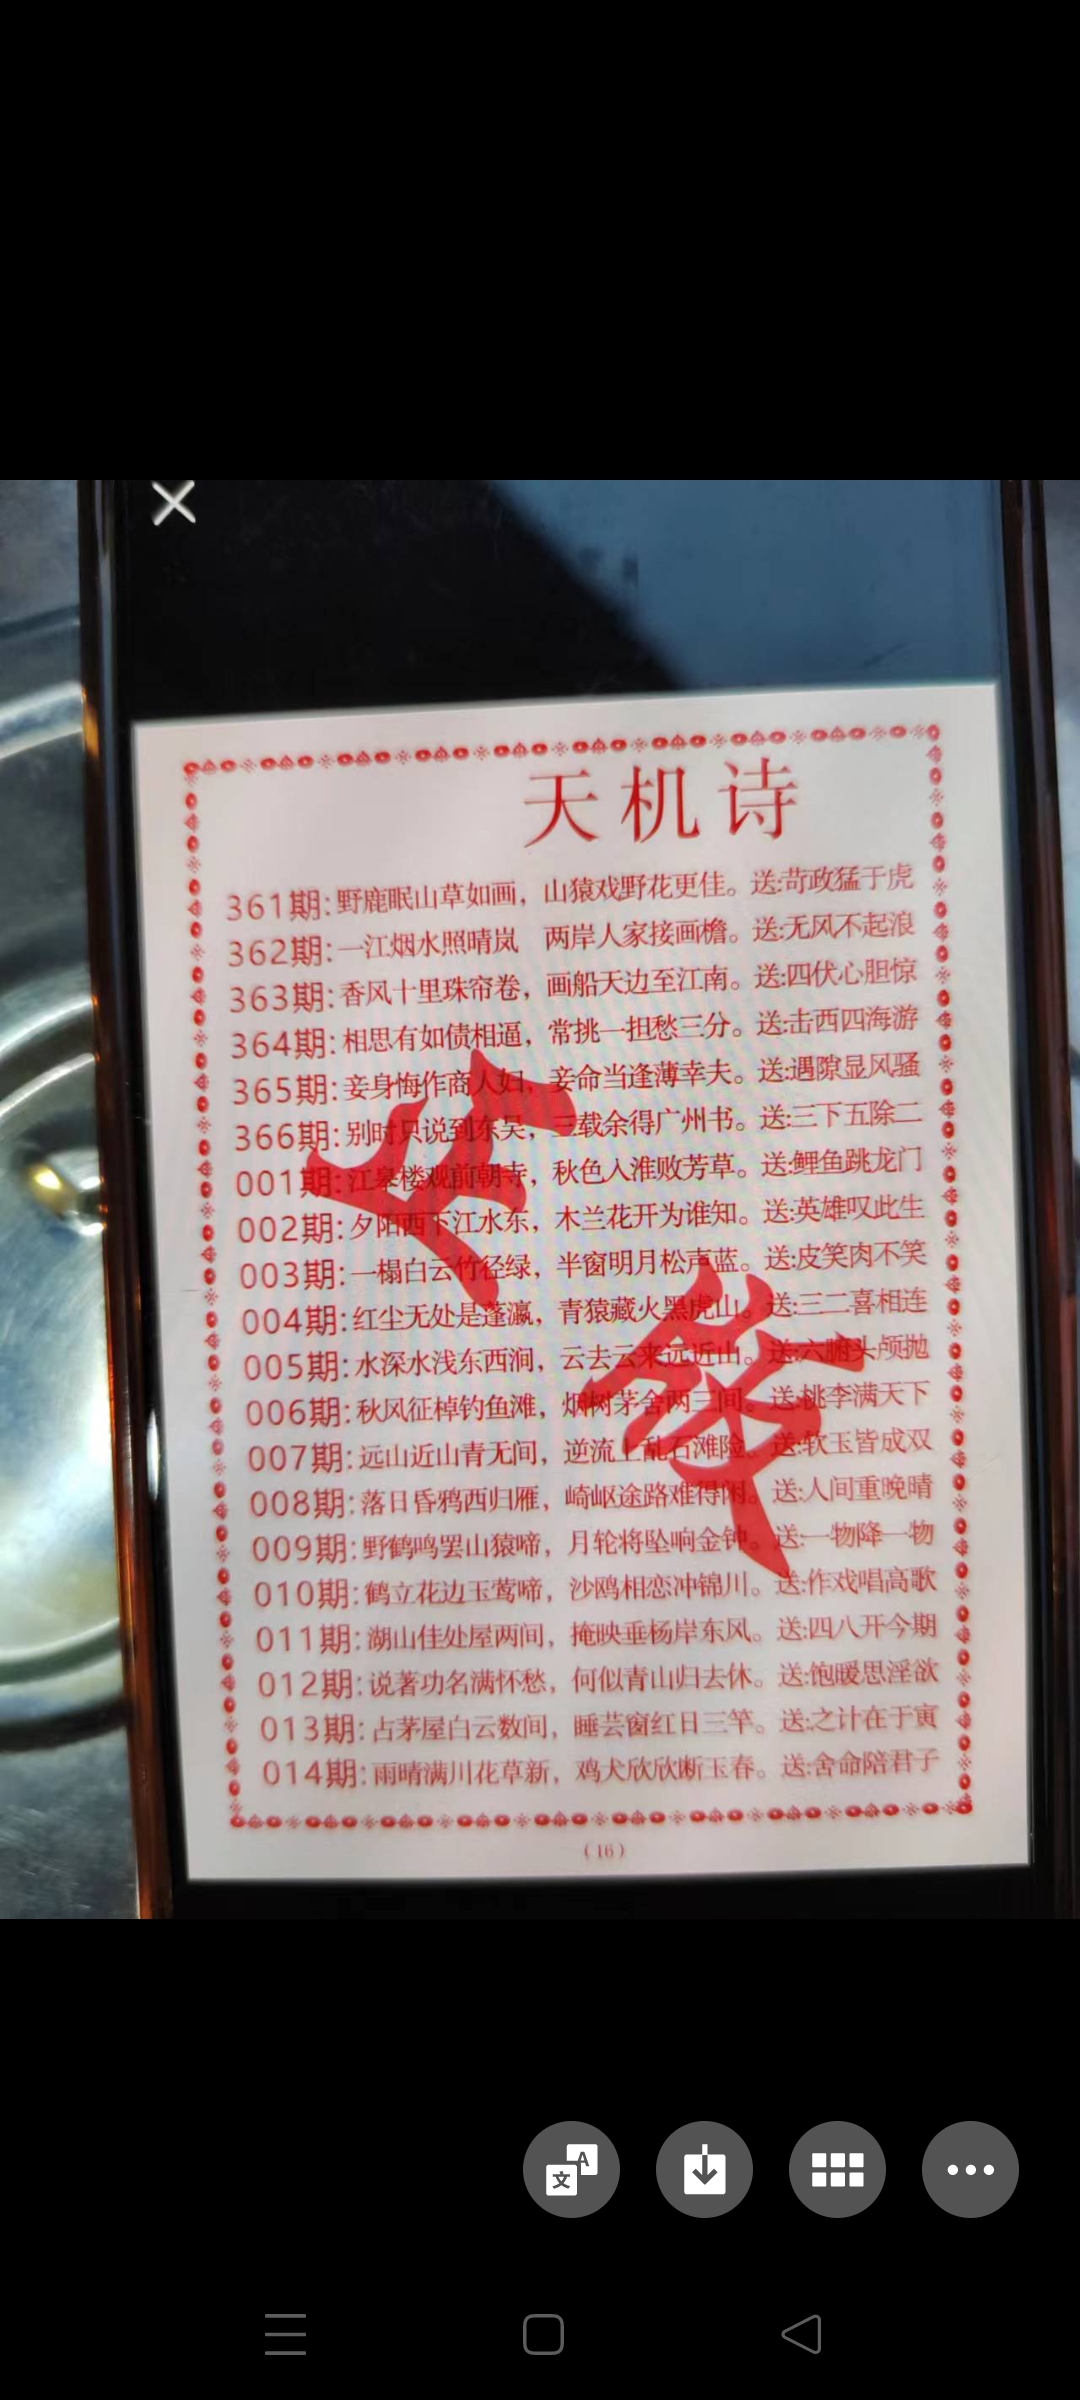 天机诗
361期:野鹿眠山草如画，山猿戏野花更佳。送:苛政猛于虎
362期:一江烟水照晴岚 两岸人家接画檐。送:无风不起浪
363期:香风十里珠帘卷，画船天边至江南。送:四伏心胆惊
364期:相思有如债相逼，常挑一担愁三分。送:击西四海游
365期:妾身悔作商人妇，妾命当逢薄幸夫。送:遇隙显风骚
366期:别时只说到东吴，三载余得广州书。送:三下五除二
001期:江皋楼观前朝寺，秋色入淮败芳草。送:鲤鱼跳龙门
002期:夕阳西下江水东，木兰花开为谁知。送:英雄叹此生
003期:一榻白云竹径绿，半窗明月松声蓝。送:皮笑肉不笑
004期:红尘无处是蓬瀛，青猿藏火黑虎山。送:三二喜相连
005期:水深水浅东西涧，云去云来远近山。送:六腑头颅抛
006期:秋风征棹钓鱼滩，烟树茅舍两三间。送:桃李满天下
007期:远山近山青无间，逆流上乱石滩险。送:软玉皆成双
008期:落日昏鸦西归雁，崎岖途路难得闲。送:人间重晚晴
009期:野鹤鸣罢山猿啼，月轮将坠响金钟。送:一物降一物
010期:鹤立花边玉莺啼，沙鸥相恋冲锦川。送:作戏唱高歌
011期:湖山佳处屋两间，掩映垂杨岸东风。送:四八开今期
012期:说著功名满怀愁，何似青山归去休。送:饱暖思淫欲
013期:占茅屋白云数间，睡芸窗红日三竿。送:之计在于寅
014期:雨晴满川花草新，鸡犬欣欣断玉春。送:舍命陪君子
(16)
文
A